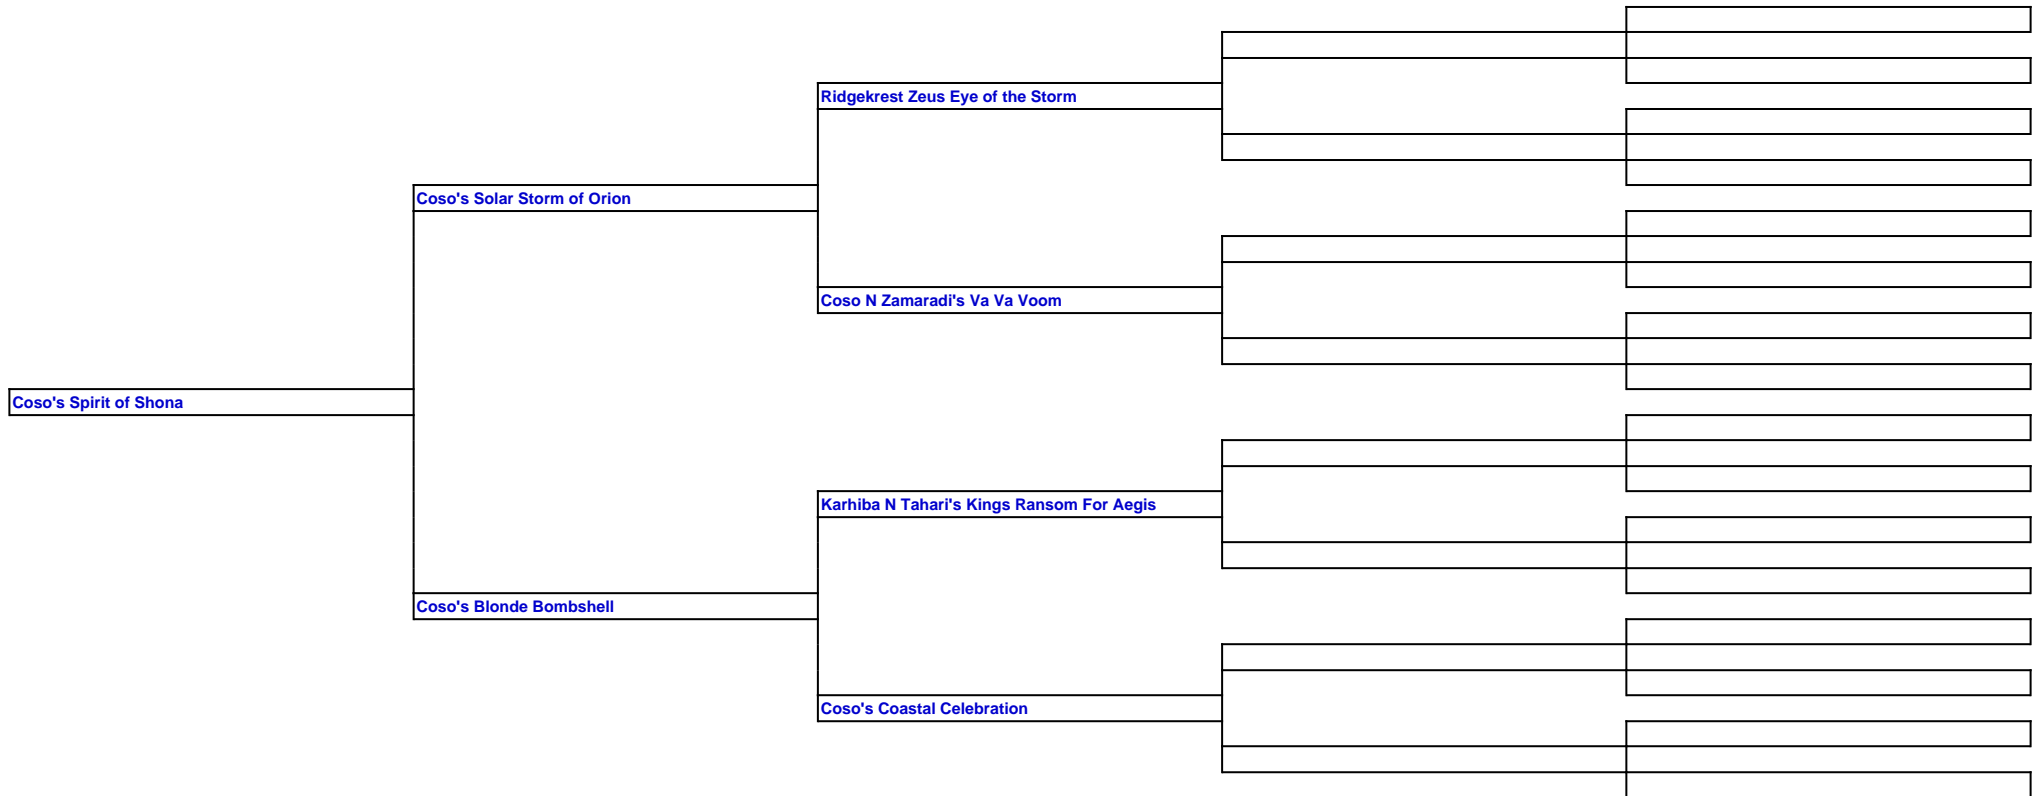 Ridgekrest Zeus Eye of the Storm
Coso's Solar Storm of Orion
Coso N Zamaradi's Va Va Voom
Coso's Spirit of Shona
Karhiba N Tahari's Kings Ransom For Aegis
Coso's Blonde Bombshell
Coso's Coastal Celebration